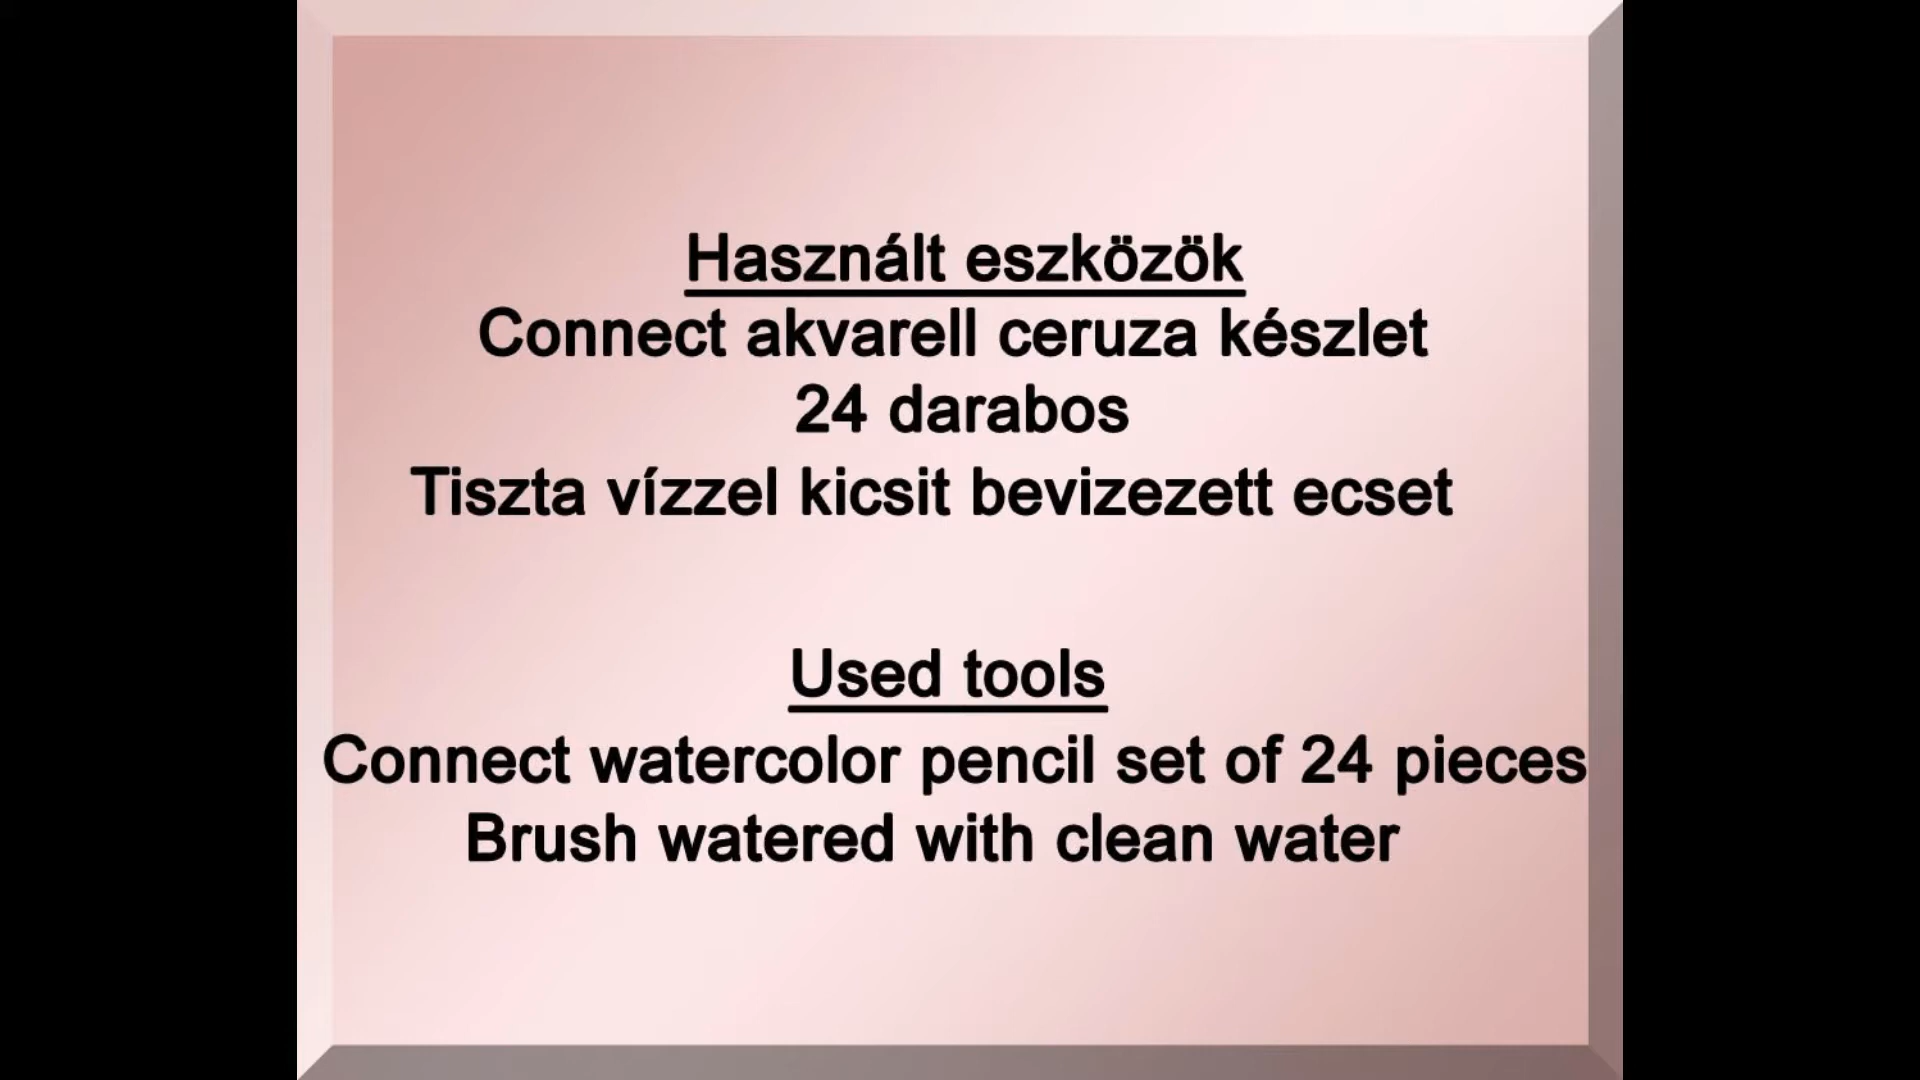 Használt eszközök
Connect akvarell ceruza készlet
24 darabos
Tiszta vízzel kicsit bevizezett ecset
Used tools
Connect watercolor pencil set of 24 pieces
Brush watered with clean water